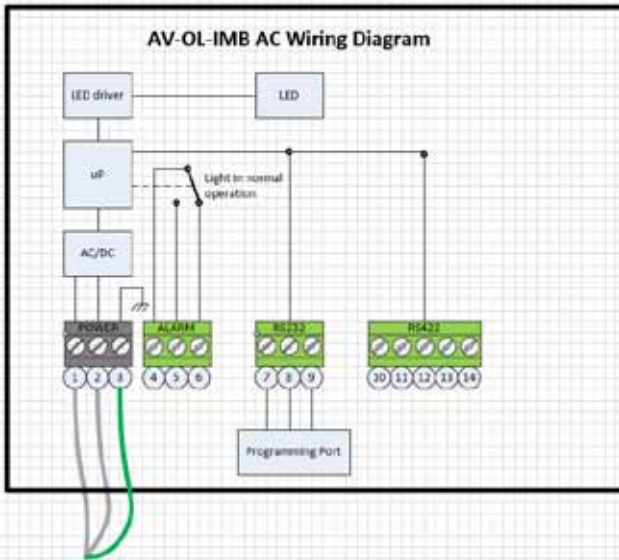 AV-OL-IMB AC Wiring Diagram
LED driver
LED
uP
Light in normal
operation
AC/DC
POWER
ALARM
RS232
RS422
1 2 3 4 5 6 7 8 9 10 11 12 13 14
Programming Port